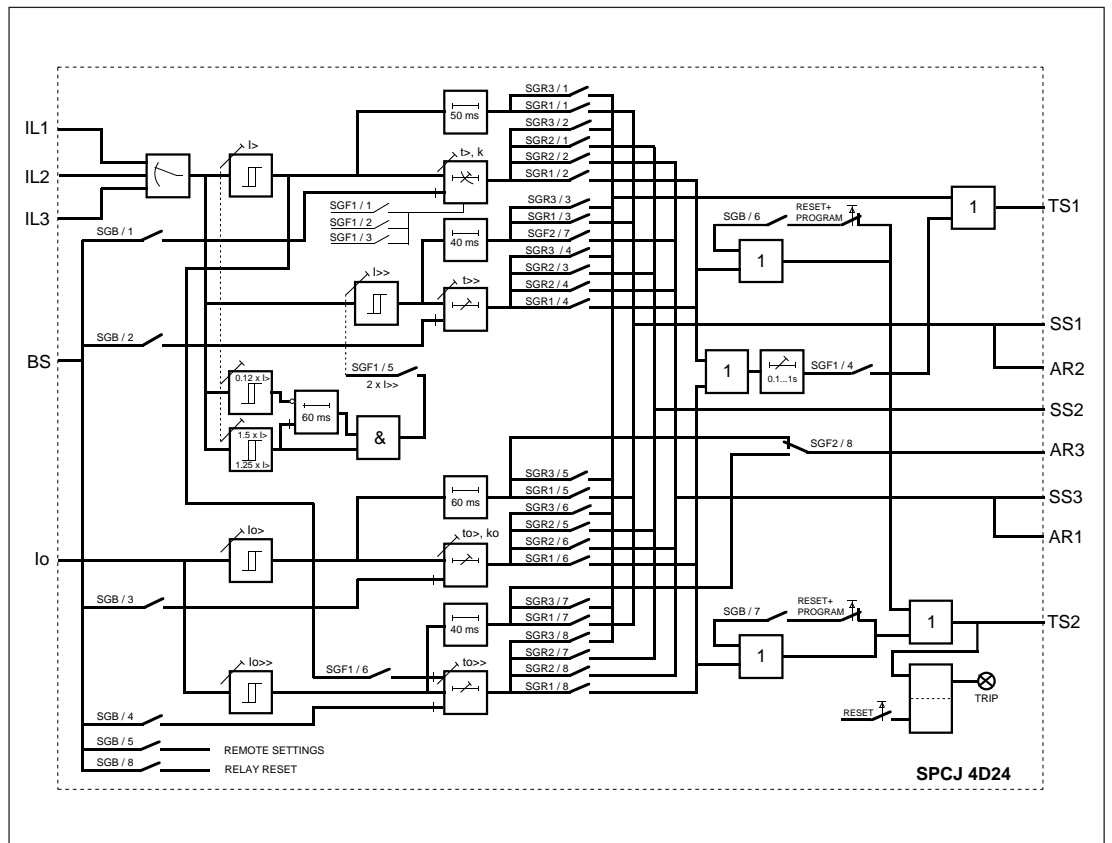 SGR3 / 1
SGR1 / 1
50 ms
SGR3 / 2
IL1
SGR2 / 1
I>
t>, k
SGR2 / 2
IL2
SGR1 / 2
IL3
SGF1 / 1
SGF1 / 2
SGF1 / 3
SGR3 / 3
SGR1 / 3
SGB / 1
40 ms
SGF2 / 7
SGR3 / 4
I>>
t>>
SGR2 / 3
SGR2 / 4
SGR1 / 4
SGB / 6
RESET+
PROGRAM
1
1
TS1
SGB / 2
BS
SGF1 / 5
2 x I>>
1
0.1...1s
SGF1 / 4
SS1
AR2
0.12 x I>
60 ms
SS2
1.5 x I>
1.25 x I>
&
SGF2 / 8
AR3
SGR3 / 5
60 ms
SGR1 / 5
SS3
SGR3 / 6
Io>
to>, ko
SGR2 / 5
SGR2 / 6
AR1
Io
SGR1 / 6
SGB / 3
SGR3 / 7
SGB / 7
RESET+
PROGRAM
1
40 ms
SGR1 / 7
1
TS2
SGR3 / 8
Io>>
SGF1 / 6
to>>
SGR2 / 7
SGR2 / 8
SGR1 / 8
TRIP
SGB / 4
RESET
SGB / 5
REMOTE SETTINGS
SGB / 8
RELAY RESET
SPCJ 4D24